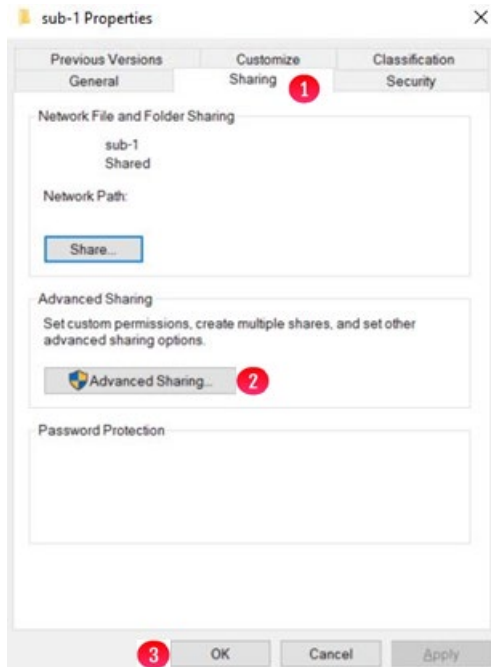 sub-1 Properties
Previous Versions Customize Classification
General Sharing 1 Security
Network File and Folder Sharing
sub-1
Shared
Network Path:
Share...
Advanced Sharing
Set custom permissions, create multiple shares, and set other
advanced sharing options.
Advanced Sharing... 2
Password Protection
3 OK Cancel Apply